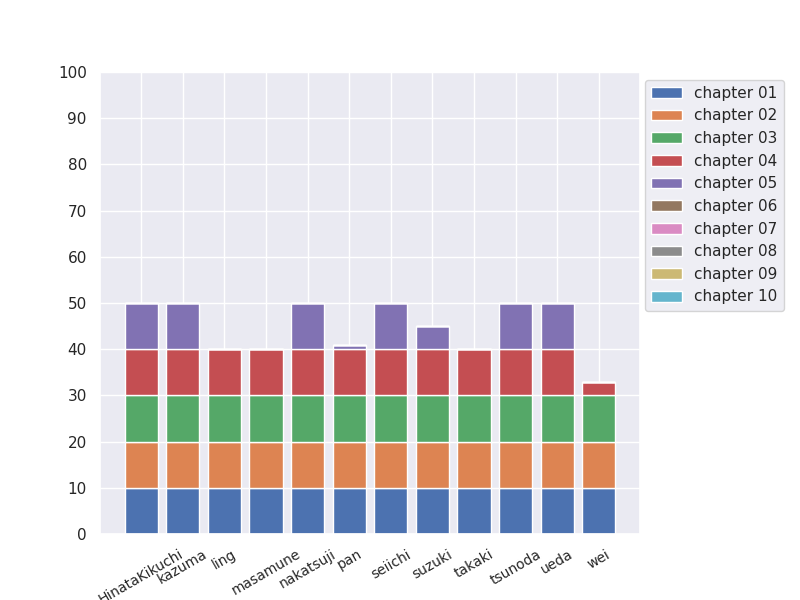 100
90
80
70
60
50
40
30
20
10
0
HinataKikuchi
kazuma
ling
masamune
nakatsuji
pan
seiichi
suzuki
takaki
tsunoda
ueda
wei
chapter 01
chapter 02
chapter 03
chapter 04
chapter 05
chapter 06
chapter 07
chapter 08
chapter 09
chapter 10